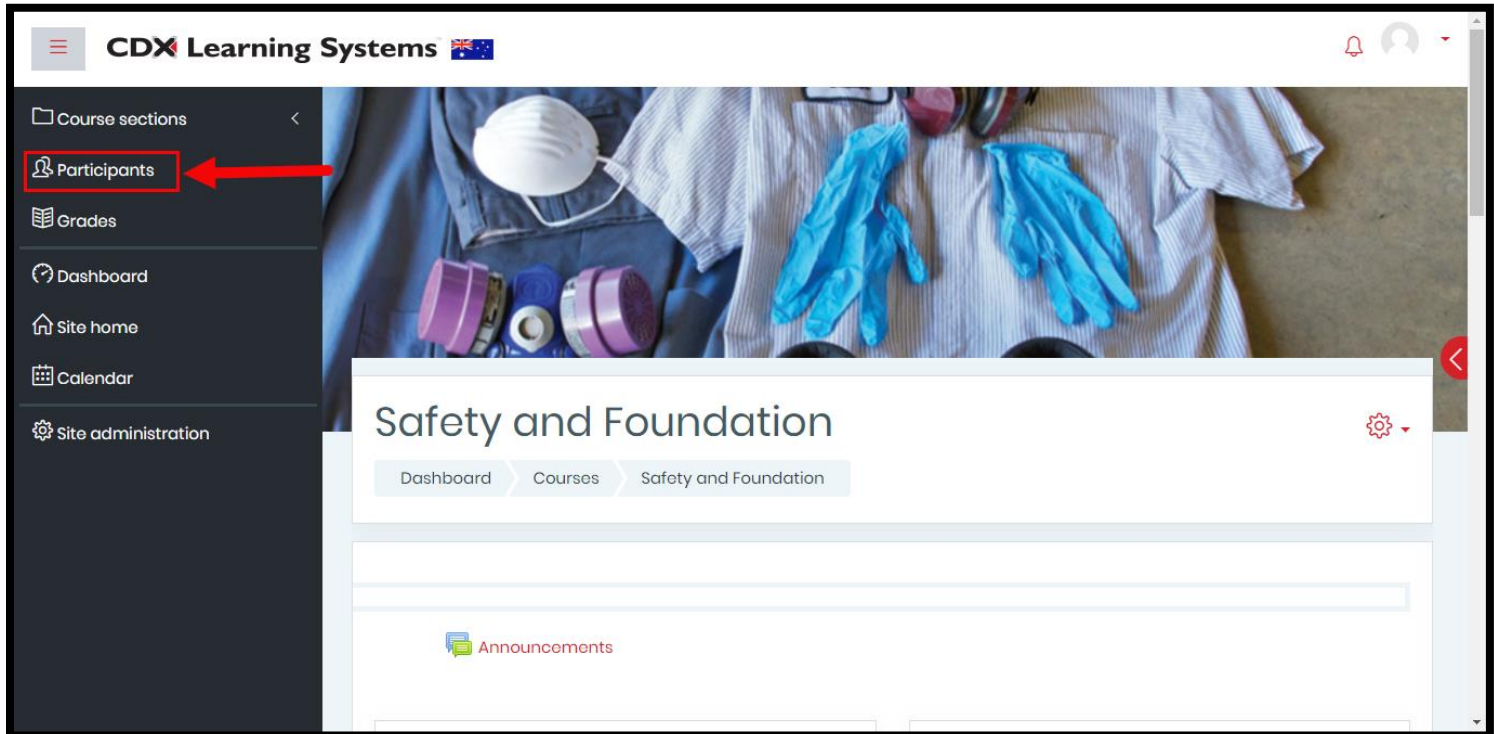 CDX Learning Systems
Course sections
Participants
Grades
Dashboard
Site home
Calendar
Site administration
Safety and Foundation
Dashboard Courses Safety and Foundation
Announcements